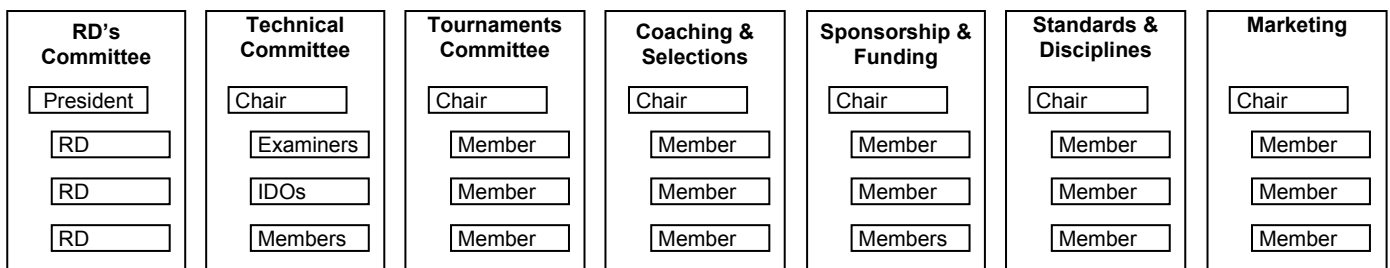 RD's
Committee
President
RD
RD
RD
Technical
Committee
Chair
Examiners
IDOs
Members
Tournaments
Committee
Chair
Member
Member
Member
Coaching &
Selections
Chair
Member
Member
Member
Sponsorship &
Funding
Chair
Member
Member
Members
Standards &
Disciplines
Chair
Member
Member
Member
Marketing
Chair
Member
Member
Member